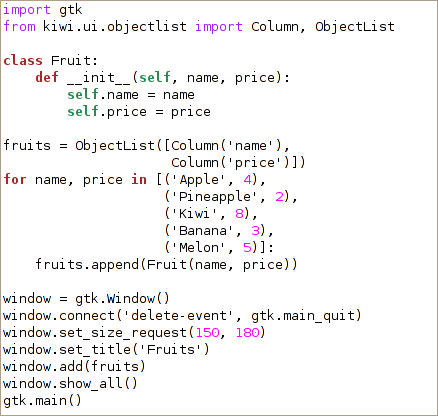 import gtk
from kiwi.ui.objectlist import Column, ObjectList

class Fruit:
    def __init__(self, name, price):
        self.name = name
        self.price = price

fruits = ObjectList([Column('name'),
                     Column('price')])
for name, price in [('Apple', 4),
                    ('Pineapple', 2),
                    ('Kiwi', 8),
                    ('Banana', 3),
                    ('Melon', 5)]:
    fruits.append(Fruit(name, price))

window = gtk.Window()
window.connect('delete-event', gtk.main_quit)
window.set_size_request(150, 180)
window.set_title('Fruits')
window.add(fruits)
window.show_all()
gtk.main()